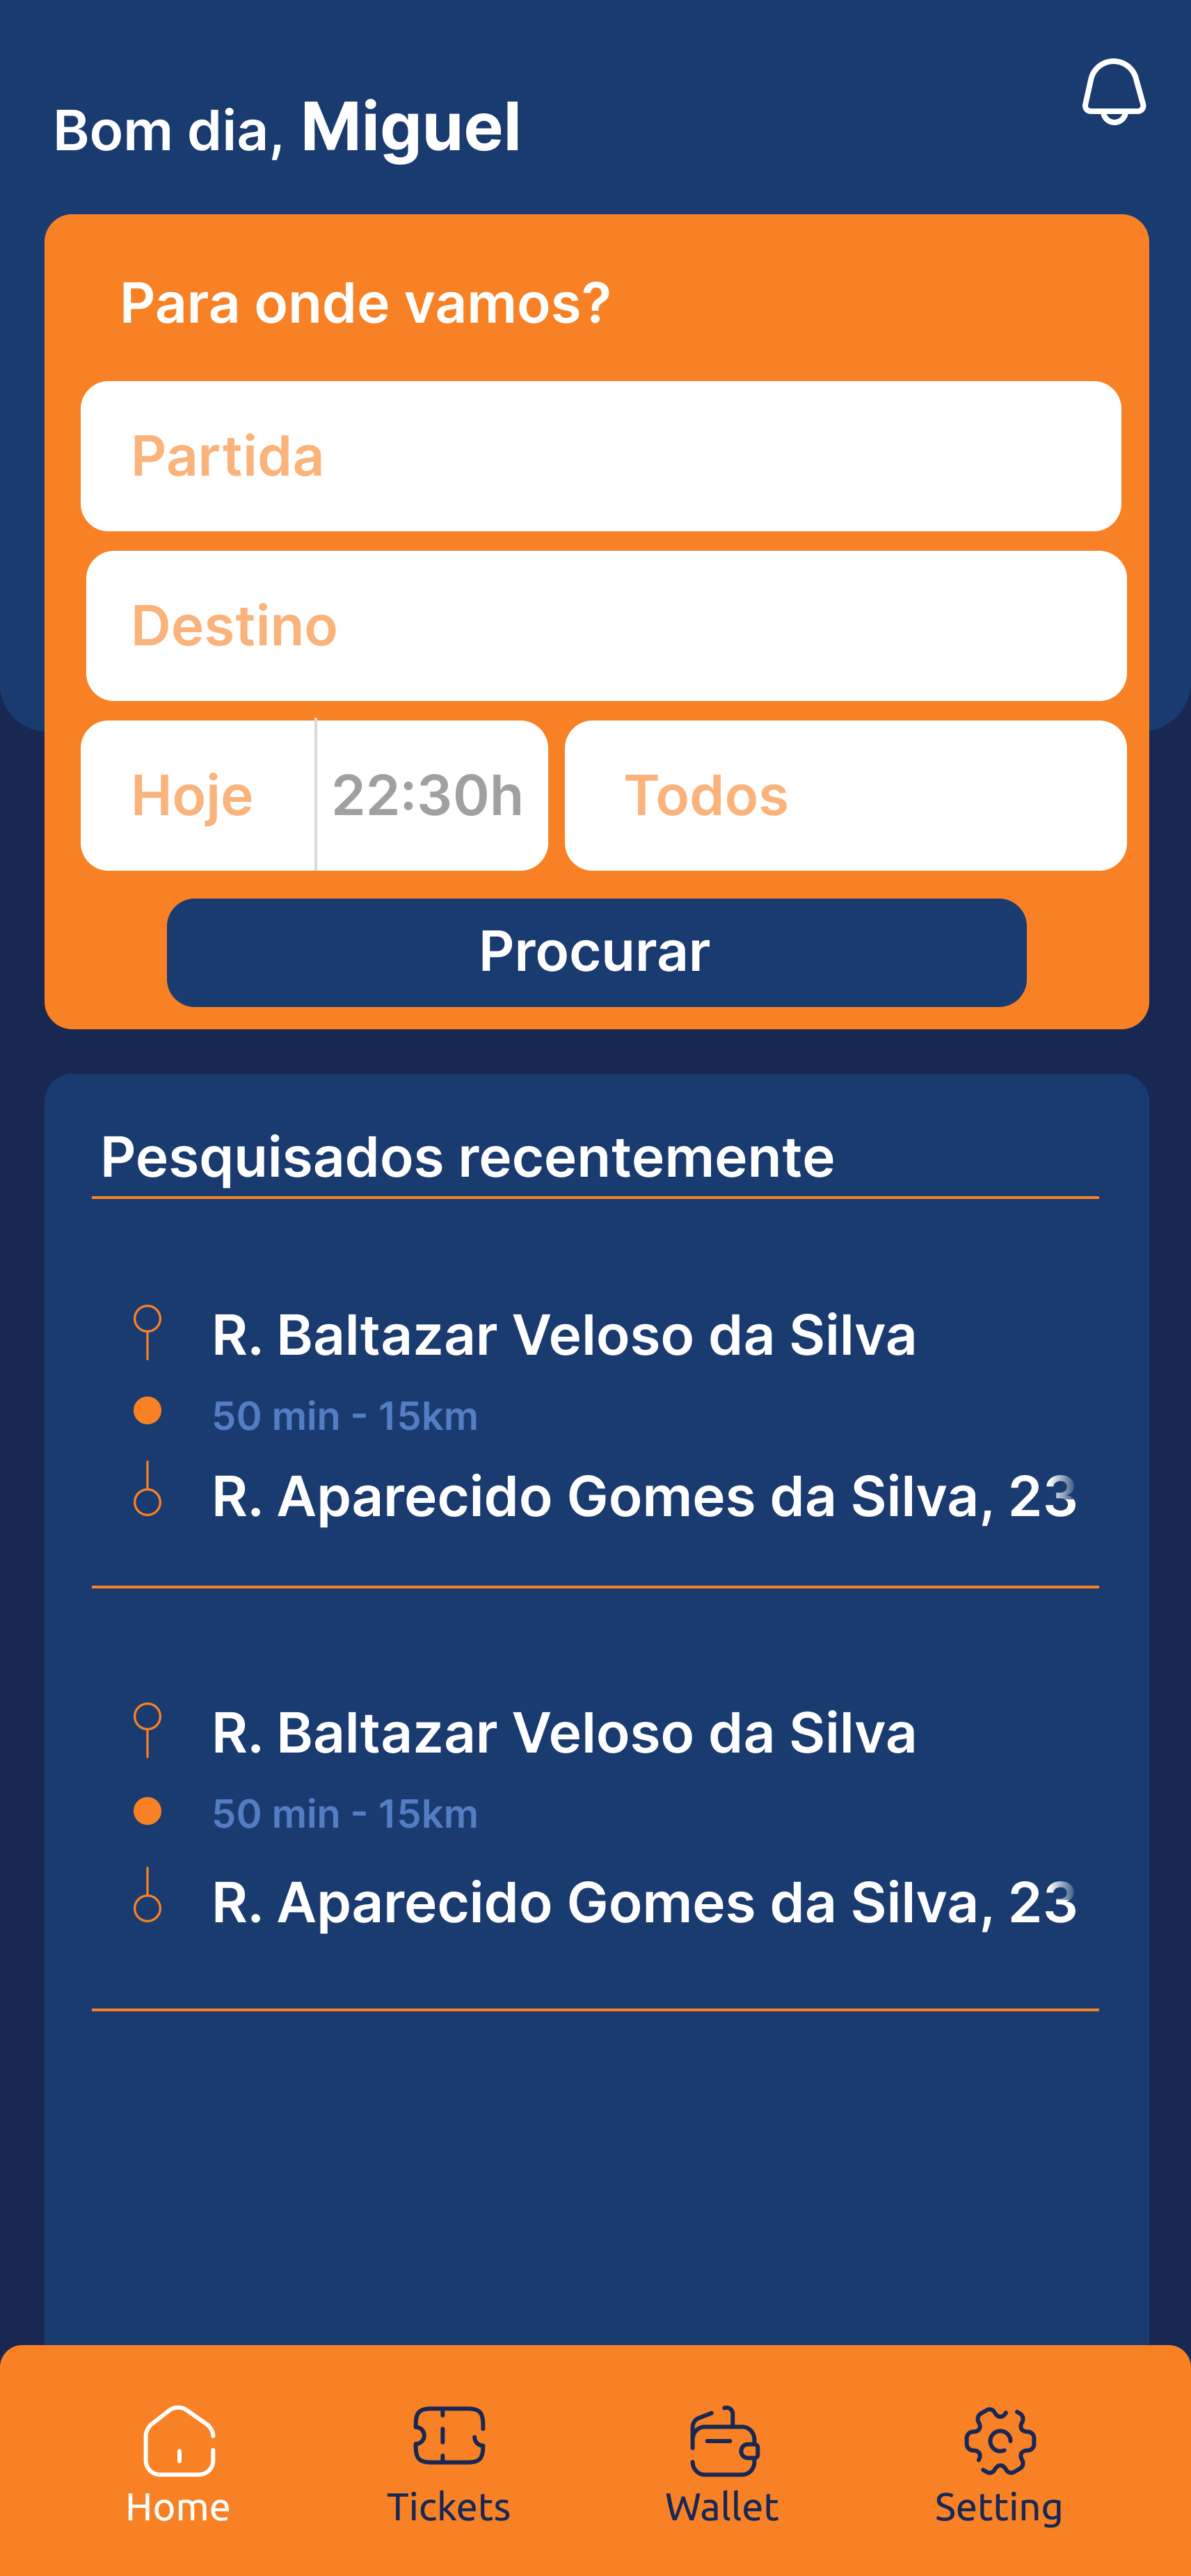 Bom dia, Miguel
Para onde vamos?
Partida
Destino
Hoje 22:30h Todos
Procurar
Pesquisados recentemente
R. Baltazar Veloso da Silva
50 min - 15km
R. Aparecido Gomes da Silva, 23
R. Baltazar Veloso da Silva
50 min - 15km
R. Aparecido Gomes da Silva, 23
Home Tickets Wallet Setting